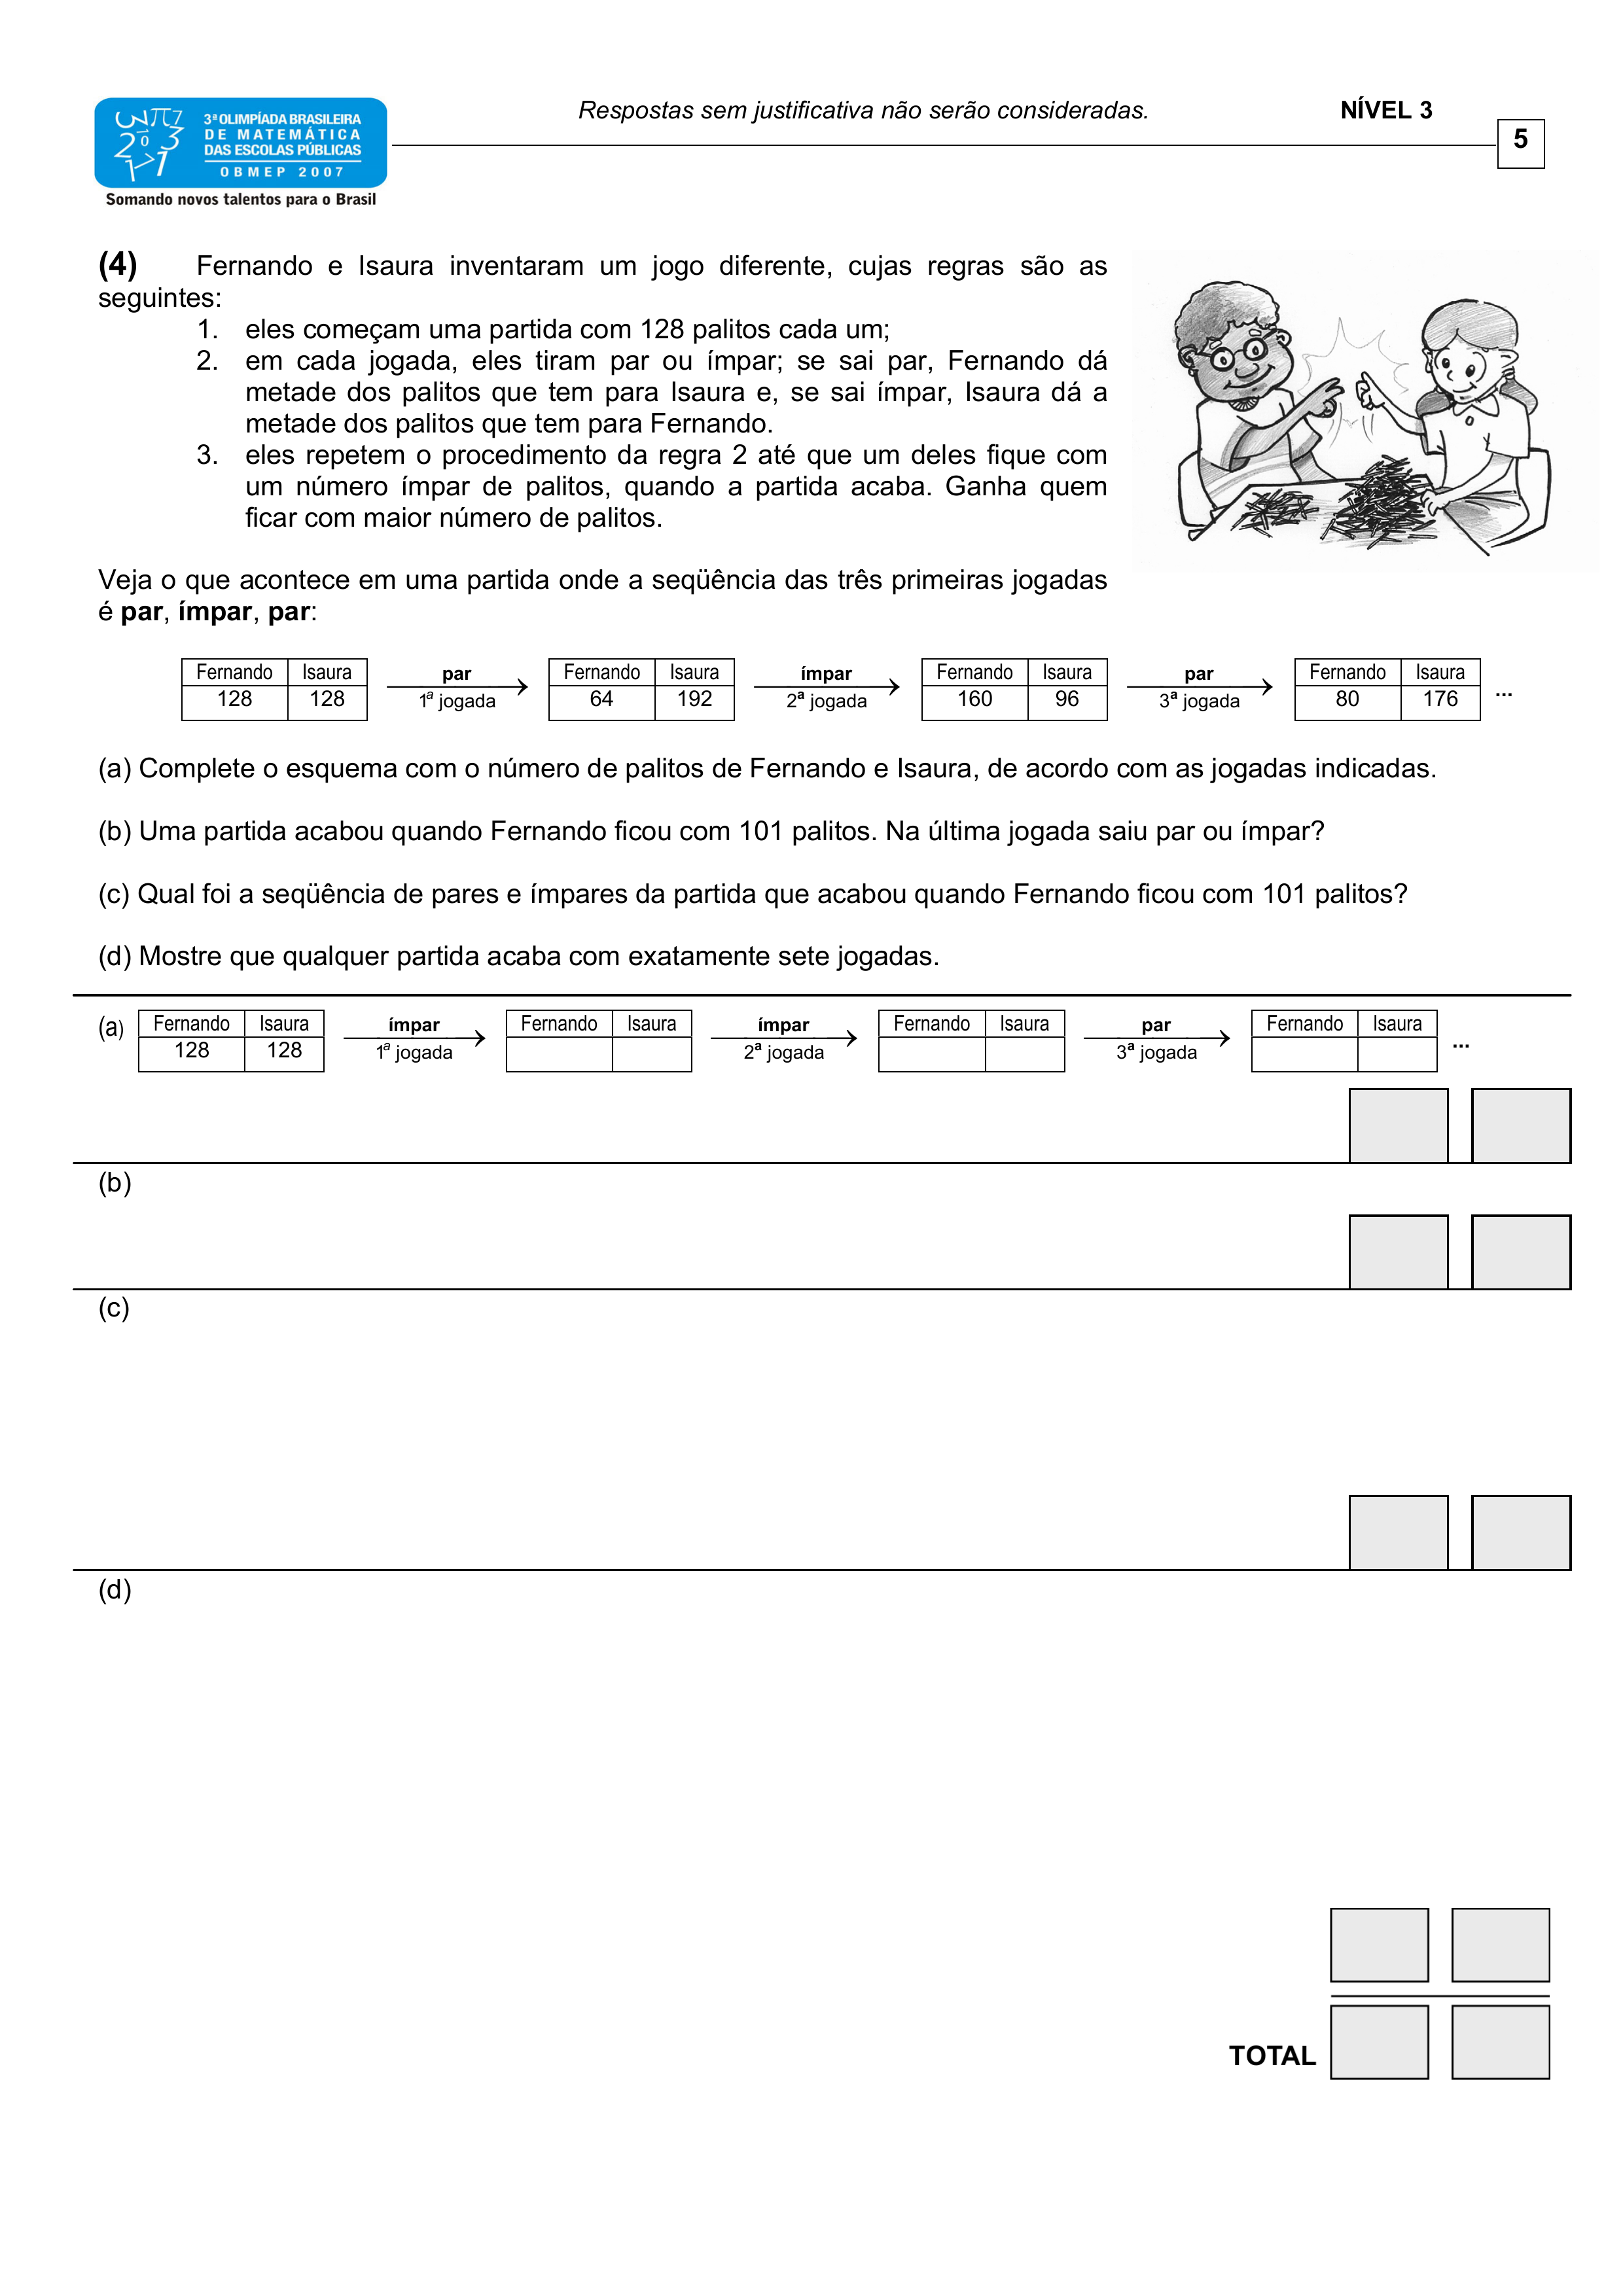 3ª OLIMPÍADA BRASILEIRA
DE MATEMÁTICA
DAS ESCOLAS PÚBLICAS
OBMEP 2007
Somando novos talentos para o Brasil
Respostas sem justificativa não serão consideradas.
NÍVEL 3
5
(4) Fernando e Isaura inventaram um jogo diferente, cujas regras são as
seguintes:
1. eles começam uma partida com 128 palitos cada um;
2. em cada jogada, eles tiram par ou ímpar; se sai par, Fernando dá
metade dos palitos que tem para Isaura e, se sai ímpar, Isaura dá a
metade dos palitos que tem para Fernando.
3. eles repetem o procedimento da regra 2 até que um deles fique com
um número ímpar de palitos, quando a partida acaba. Ganha quem
ficar com maior número de palitos.
Veja o que acontece em uma partida onde a seqüência das três primeiras jogadas
é par, ímpar, par:
Fernando Isaura par Fernando Isaura ímpar Fernando Isaura par Fernando Isaura
128 128 1ª jogada 64 192 2ª jogada 160 96 3ª jogada 80 176 ...
(a) Complete o esquema com o número de palitos de Fernando e Isaura, de acordo com as jogadas indicadas.
(b) Uma partida acabou quando Fernando ficou com 101 palitos. Na última jogada saiu par ou ímpar?
(c) Qual foi a seqüência de pares e ímpares da partida que acabou quando Fernando ficou com 101 palitos?
(d) Mostre que qualquer partida acaba com exatamente sete jogadas.
(a) Fernando Isaura ímpar Fernando Isaura ímpar Fernando Isaura par Fernando Isaura
128 128 1ª jogada 2ª jogada 3ª jogada ...
(b)
(c)
(d)
TOTAL